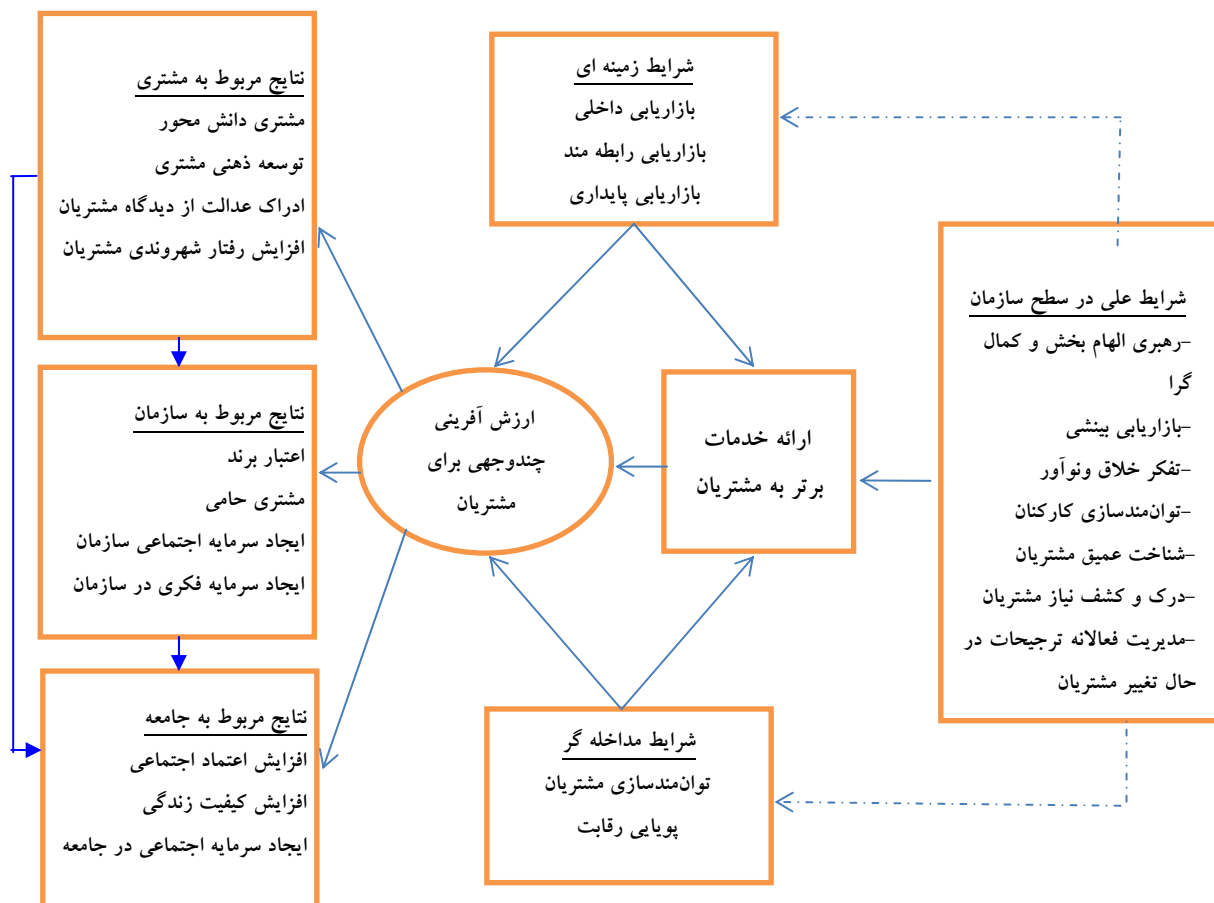 شرایط علی در سطح سازمان
-رهبری الهام بخش و کمال
گرا
-بازاریابی بینشی
-تفکر خلاق ونوآور
-توان‌مندسازی کارکنان
-شناخت عمیق مشتریان
-درک و کشف نیاز مشتریان
-مدیریت فعالانه ترجیحات در
حال تغییر مشتریان
شرایط زمینه ای
بازاریابی داخلی
بازاریابی رابطه مند
بازاریابی پایداری
ارائه خدمات
برتر به مشتریان
شرایط مداخله گر
توان‌مندسازی مشتریان
پویایی رقابت
ارزش آفرینی
چندوجهی برای
مشتریان
نتایج مربوط به مشتری
مشتری دانش محور
توسعه ذهنی مشتری
ادراک عدالت از دیدگاه مشتریان
افزایش رفتار شهروندی مشتریان
نتایج مربوط به سازمان
اعتبار برند
مشتری حامی
ایجاد سرمایه اجتماعی سازمان
ایجاد سرمایه فکری در سازمان
نتایج مربوط به جامعه
افزایش اعتماد اجتماعی
افزایش کیفیت زندگی
ایجاد سرمایه اجتماعی در جامعه